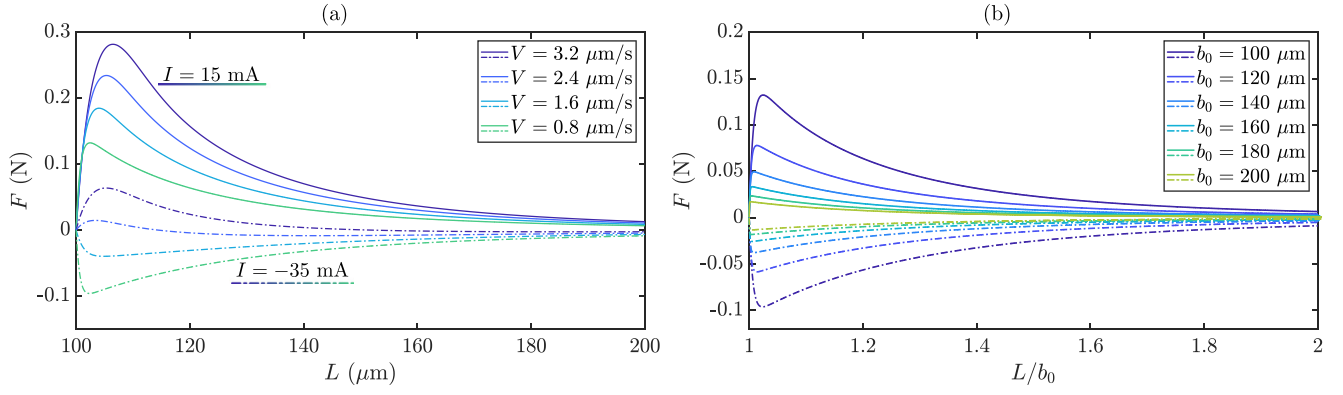 (a)
0.3
0.2
0.1
0
-0.1
F (N)
100
120
140
160
180
200
L (μm)
I = 15 mA
I = −35 mA
V = 3.2 μm/s
V = 2.4 μm/s
V = 1.6 μm/s
V = 0.8 μm/s
(b)
0.2
0.15
0.1
0.05
0
-0.05
-0.1
F (N)
1
1.2
1.4
1.6
1.8
2
L/b₀
b₀ = 100 μm
b₀ = 120 μm
b₀ = 140 μm
b₀ = 160 μm
b₀ = 180 μm
b₀ = 200 μm